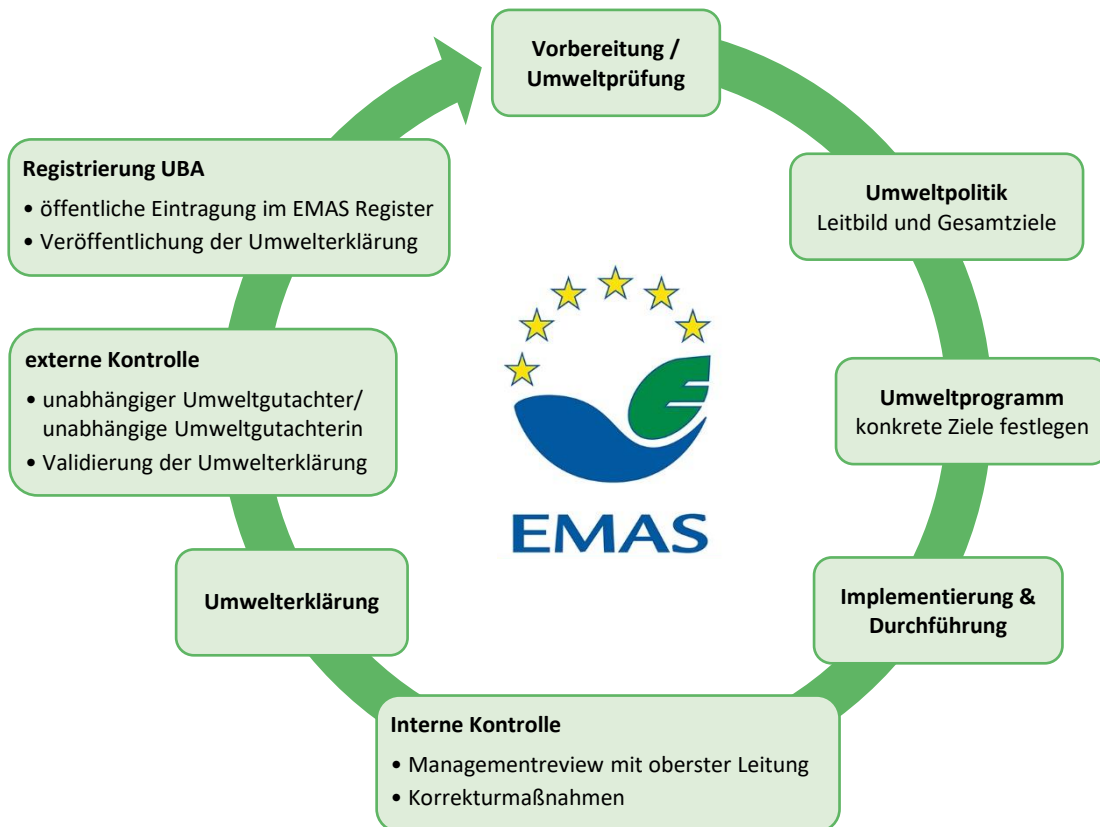 Vorbereitung /
Umweltprüfung
Umweltpolitik
Leitbild und Gesamtziele
Umweltprogramm
konkrete Ziele festlegen
Implementierung &
Durchführung
Interne Kontrolle
• Managementreview mit oberster Leitung
• Korrekturmaßnahmen
Umwelterklärung
externe Kontrolle
• unabhängiger Umweltgutachter/
unabhängige Umweltgutachterin
• Validierung der Umwelterklärung
Registrierung UBA
• öffentliche Eintragung im EMAS Register
• Veröffentlichung der Umwelterklärung
EMAS